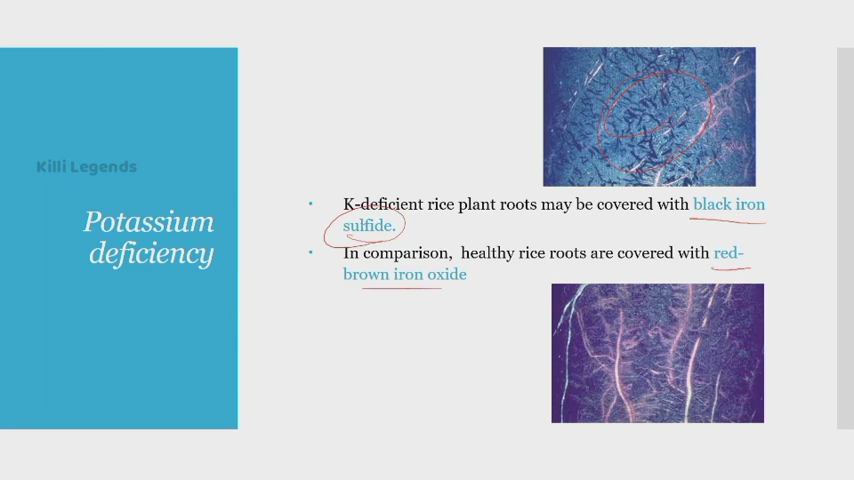 Killi Legends
Potassium
deficiency
• K-deficient rice plant roots may be covered with black iron
sulfide.
• In comparison, healthy rice roots are covered with red-
brown iron oxide